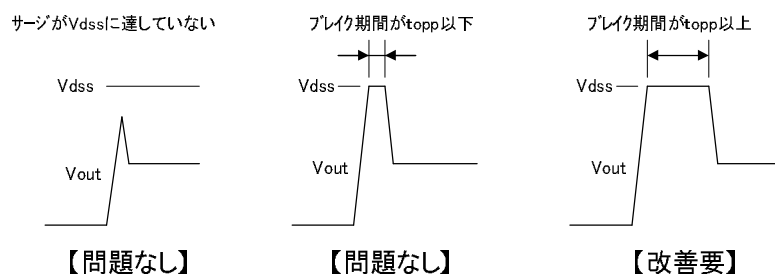 サージがVdssに達していない
Vdss
Vout
【問題なし】
ブレイク期間がtopp以下
Vdss
Vout
【問題なし】
ブレイク期間がtopp以上
Vdss
Vout
【改善要】